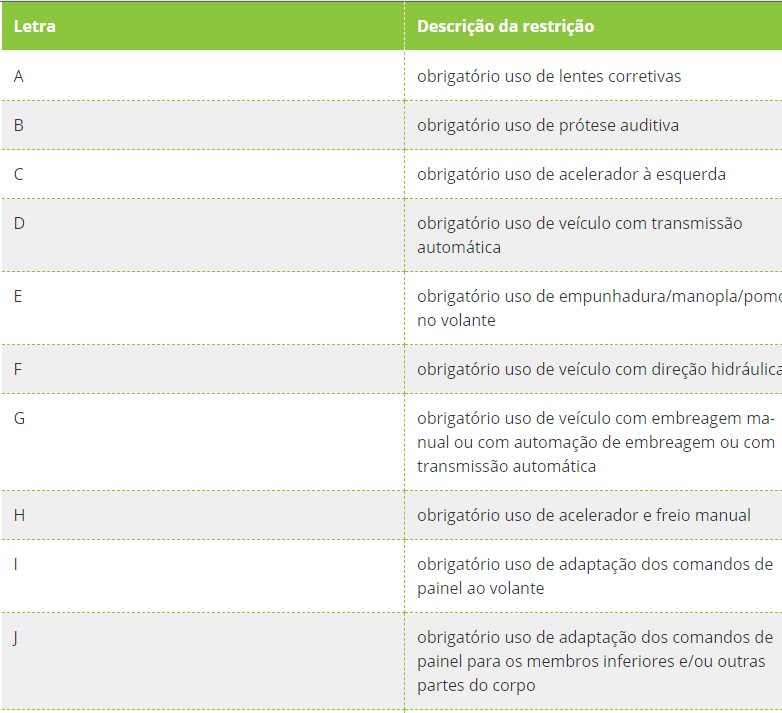 Letra Descrição da restrição
A obrigatório uso de lentes corretivas
B obrigatório uso de prótese auditiva
C obrigatório uso de acelerador à esquerda
D obrigatório uso de veículo com transmissão
automática
E obrigatório uso de empunhadura/manopla/pomo
no volante
F obrigatório uso de veículo com direção hidráulica
G obrigatório uso de veículo com embreagem ma-
nual ou com automação de embreagem ou com
transmissão automática
H obrigatório uso de acelerador e freio manual
I obrigatório uso de adaptação dos comandos de
painel ao volante
J obrigatório uso de adaptação dos comandos de
painel para os membros inferiores e/ou outras
partes do corpo